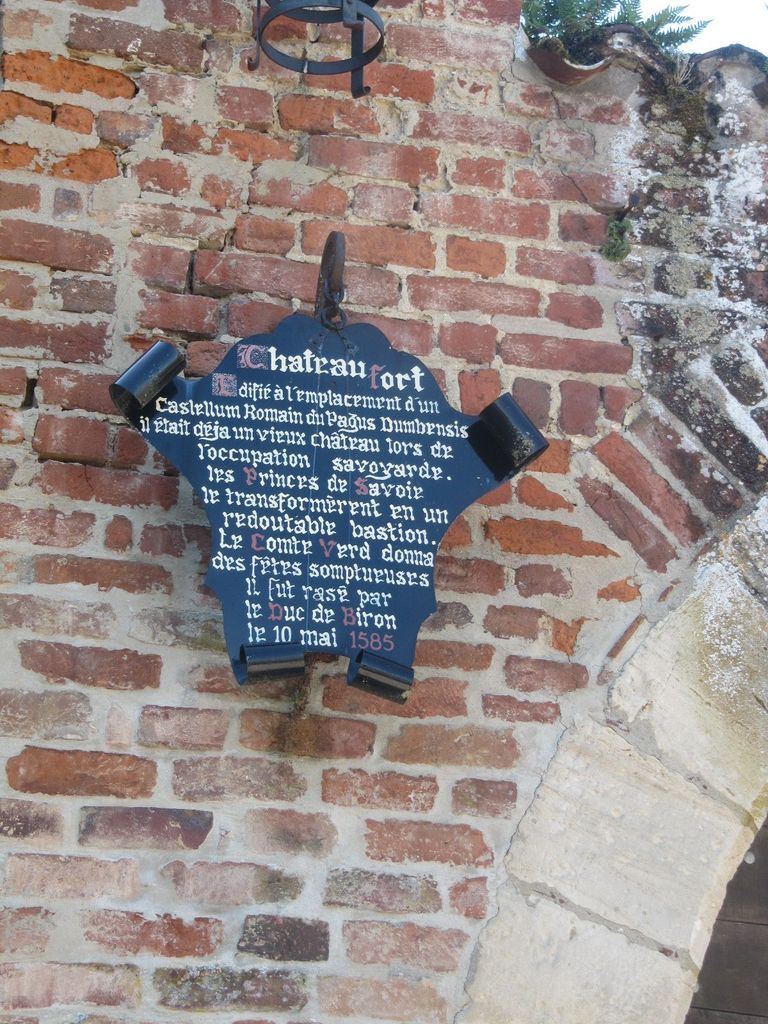 Chateau fort
Edifié à l'emplacement d'un
Castellum Romain du Pagus Dumbensis
il était déja un vieux château lors de
l'occupation savoyarde.
les Princes de Savoie
le transformèrent en un
redoutable bastion.
Le Comte Verd donna
des fêtes somptueuses
Il fut rasé par
le Duc de Biron
le 10 mai 1585